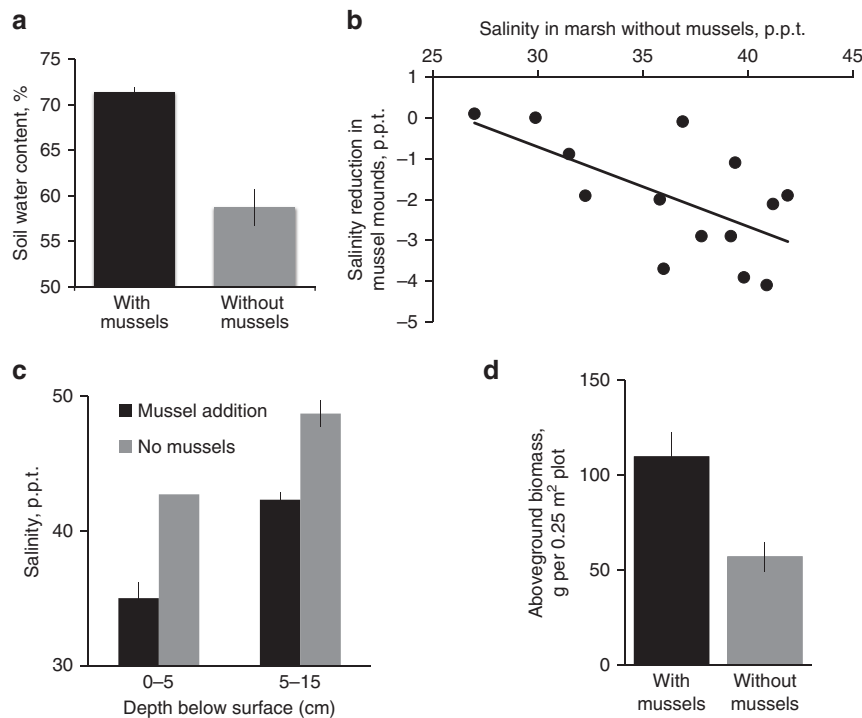 a
Soil water content, %
75
70
65
60
55
50
With
mussels
Without
mussels
b
Salinity in marsh without mussels, p.p.t.
25 30 35 40 45
Salinity reduction in
mussel mounds, p.p.t.
1
0
–1
–2
–3
–4
–5
c
Salinity, p.p.t.
50
40
30
Mussel addition
No mussels
0–5 5–15
Depth below surface (cm)
d
Aboveground biomass,
g per 0.25 m² plot
150
100
50
0
With
mussels
Without
mussels